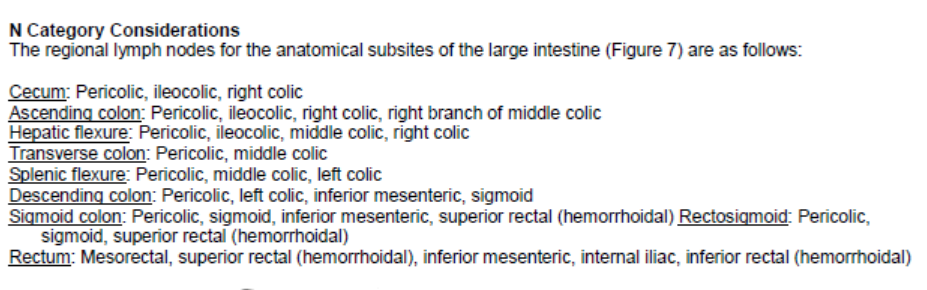 N Category Considerations
The regional lymph nodes for the anatomical subsites of the large intestine (Figure 7) are as follows:
Cecum: Pericolic, ileocolic, right colic
Ascending colon: Pericolic, ileocolic, right colic, right branch of middle colic
Hepatic flexure: Pericolic, ileocolic, middle colic, right colic
Transverse colon: Pericolic, middle colic
Splenic flexure: Pericolic, middle colic, left colic
Descending colon: Pericolic, left colic, inferior mesenteric, sigmoid
Sigmoid colon: Pericolic, sigmoid, inferior mesenteric, superior rectal (hemorrhoidal) Rectosigmoid: Pericolic,
sigmoid, superior rectal (hemorrhoidal)
Rectum: Mesorectal, superior rectal (hemorrhoidal), inferior mesenteric, internal iliac, inferior rectal (hemorrhoidal)